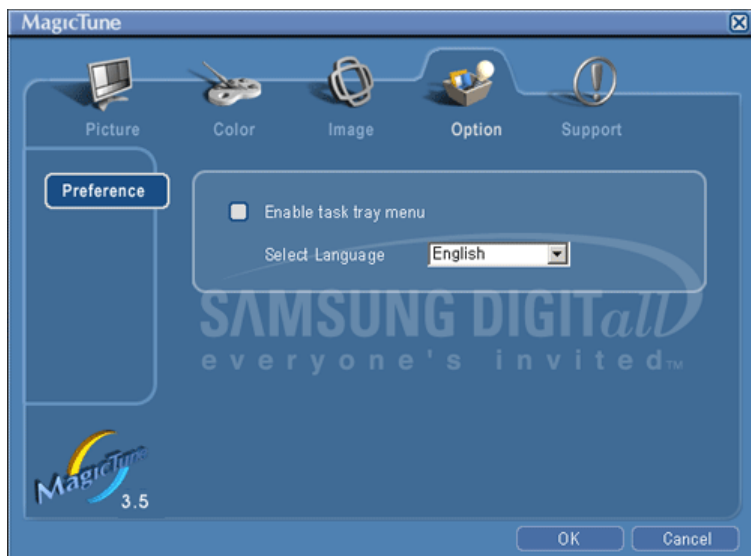 MagicTune
Picture
Color
Image
Option
Support
Preference
Enable task tray menu
Select Language
English
SAMSUNG DIGITall
everyone's invited™
MagicTune
3.5
OK
Cancel